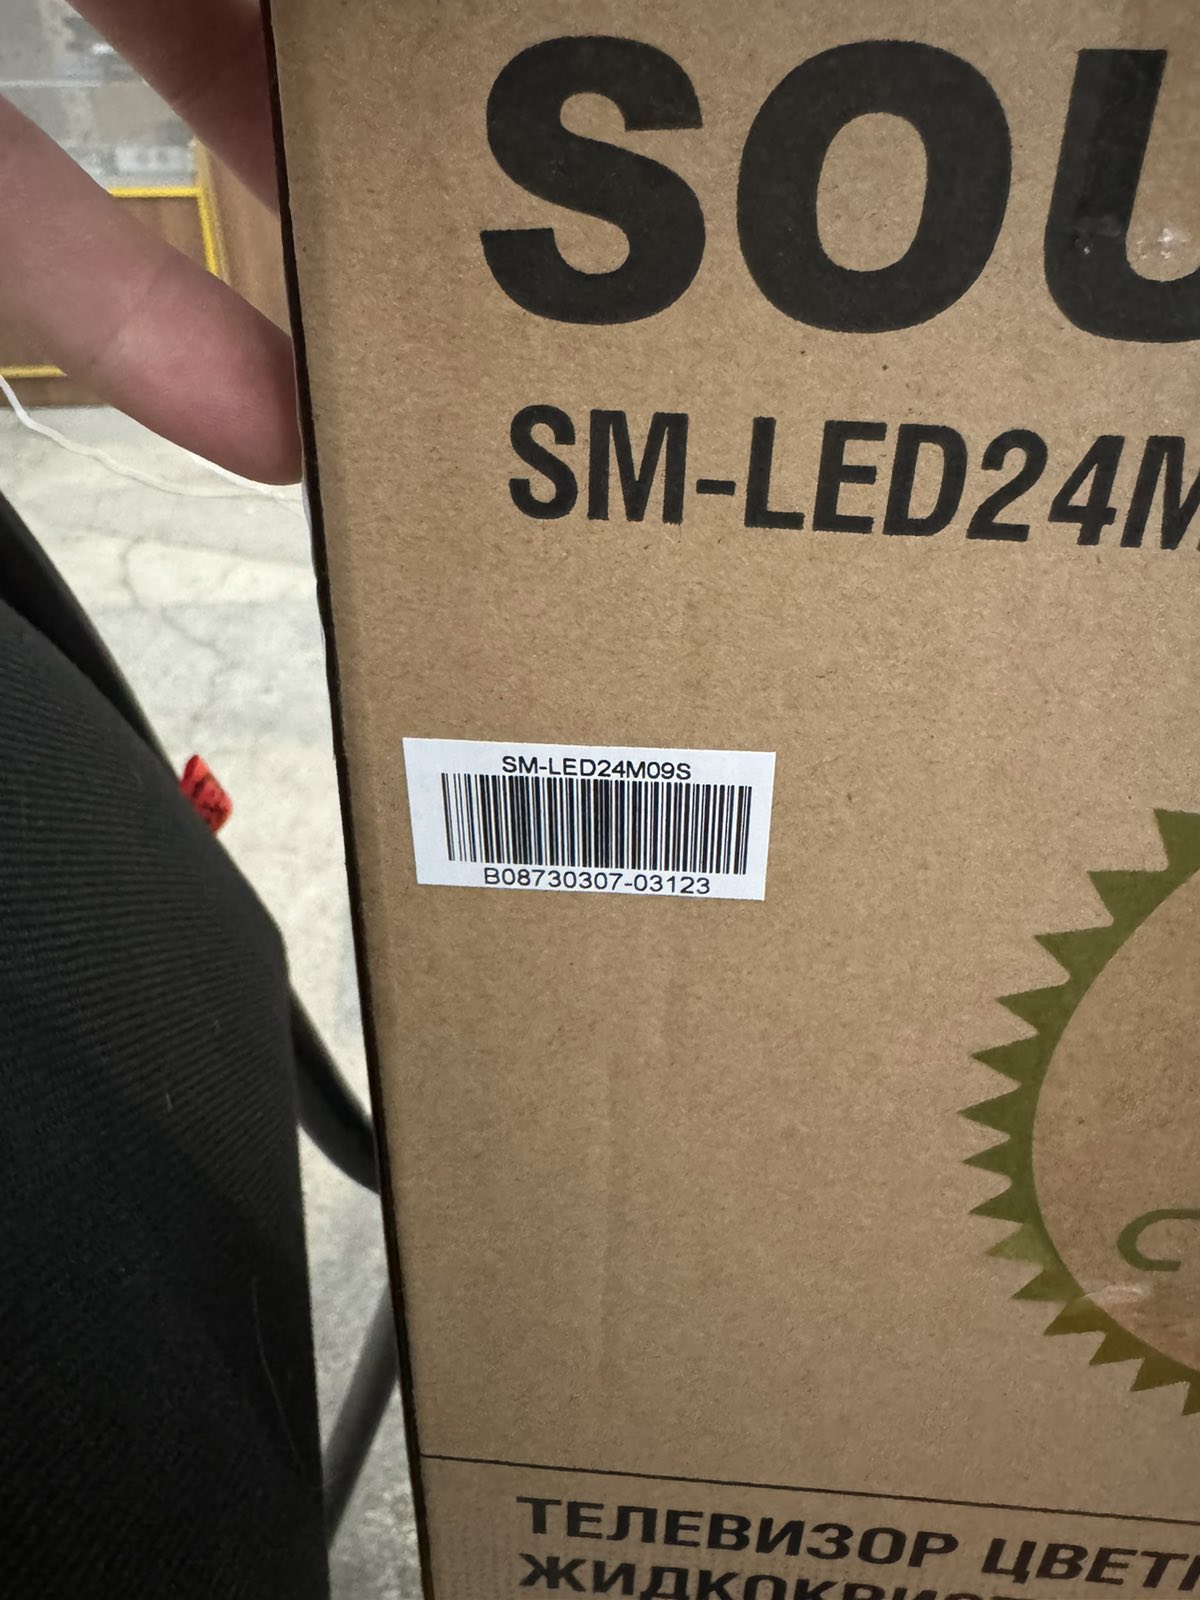 SOU
SM-LED24M
SM-LED24M09S
B08730307-03123
ТЕЛЕВИЗОР ЦВЕТ